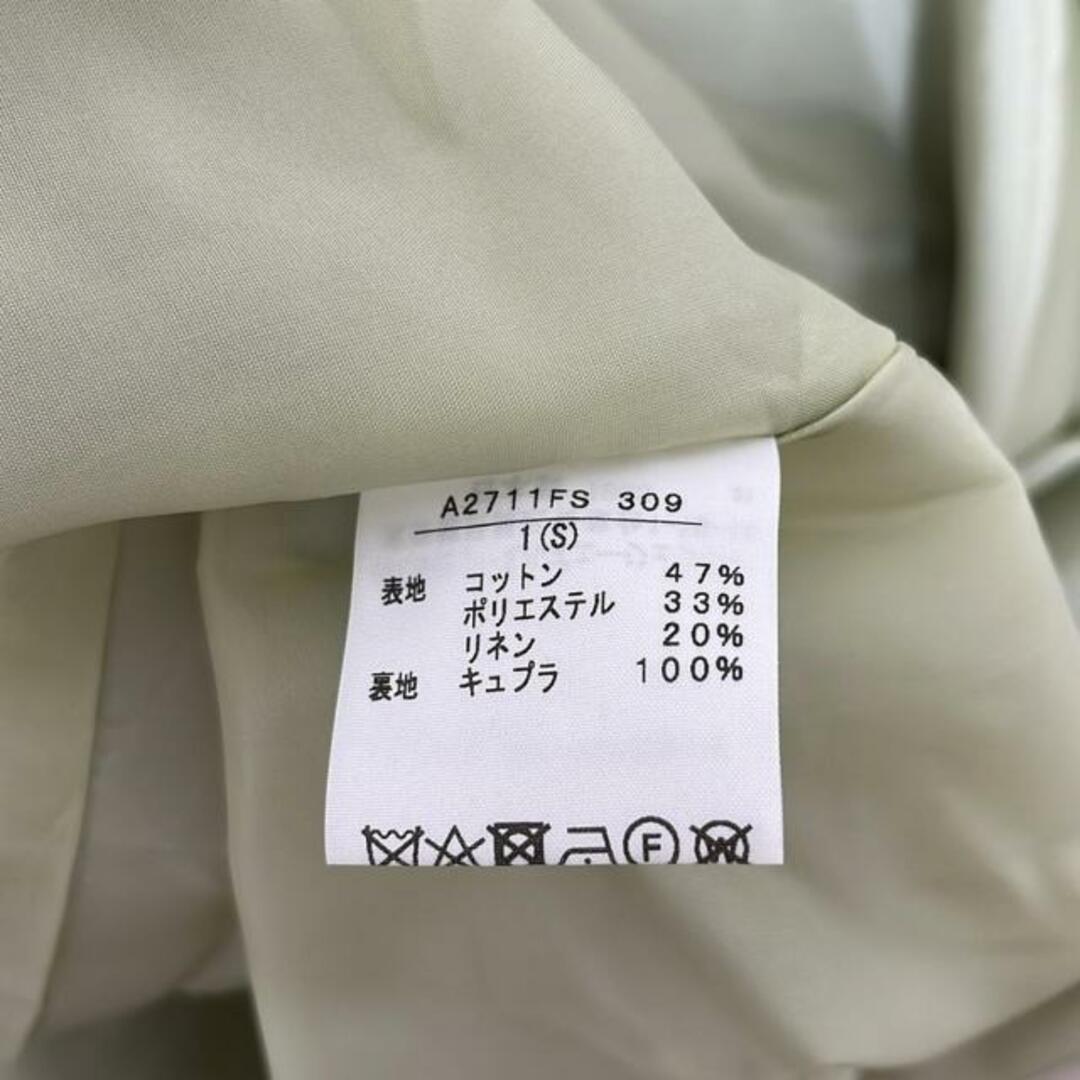 A2711FS 309
1(S)
表地 コットン 47%
ポリエステル 33%
リネン 20%
裏地 キュプラ 100%
F
W